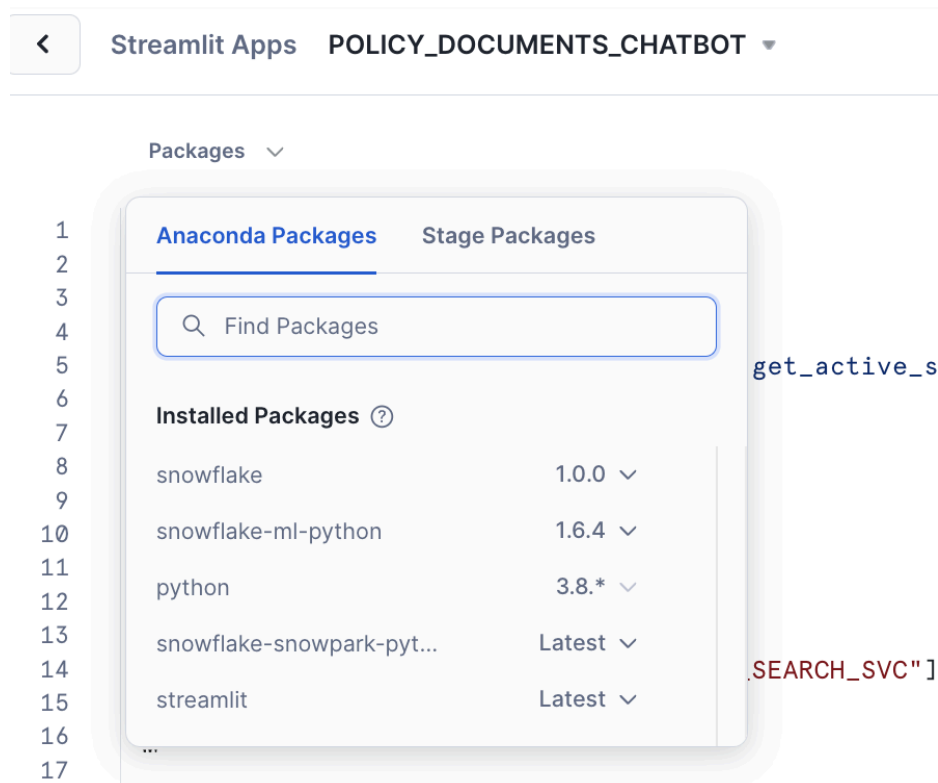 Streamlit Apps POLICY_DOCUMENTS_CHATBOT
Packages
Anaconda Packages Stage Packages
Find Packages
Installed Packages ?
snowflake 1.0.0
snowflake-ml-python 1.6.4
python 3.8.*
snowflake-snowpark-pyt... Latest
streamlit Latest
1
2
3
4
5 get_active_s
6
7
8
9
10
11
12
13
14 _SEARCH_SVC"]
15
16 ...
17